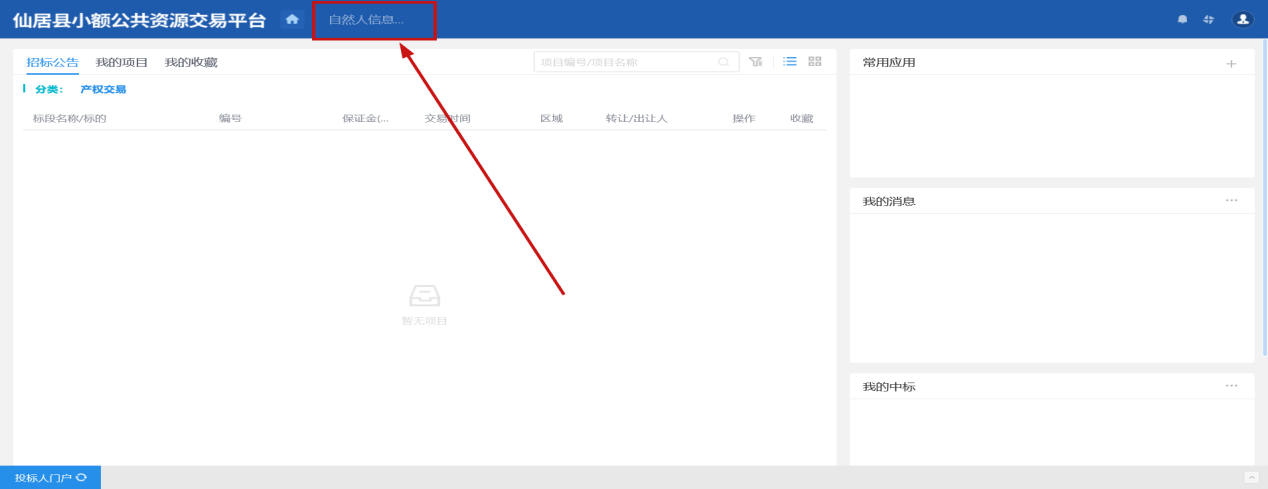 仙居县小额公共资源交易平台 自然人信息...
招标公告 我的项目 我的收藏 项目编号/项目名称 常用应用
分类： 产权交易
标段名称/标的 编号 保证金(... 交易时间 区域 转让/出让人 操作 收藏
我的消息
暂无项目
我的中标
投标人门户